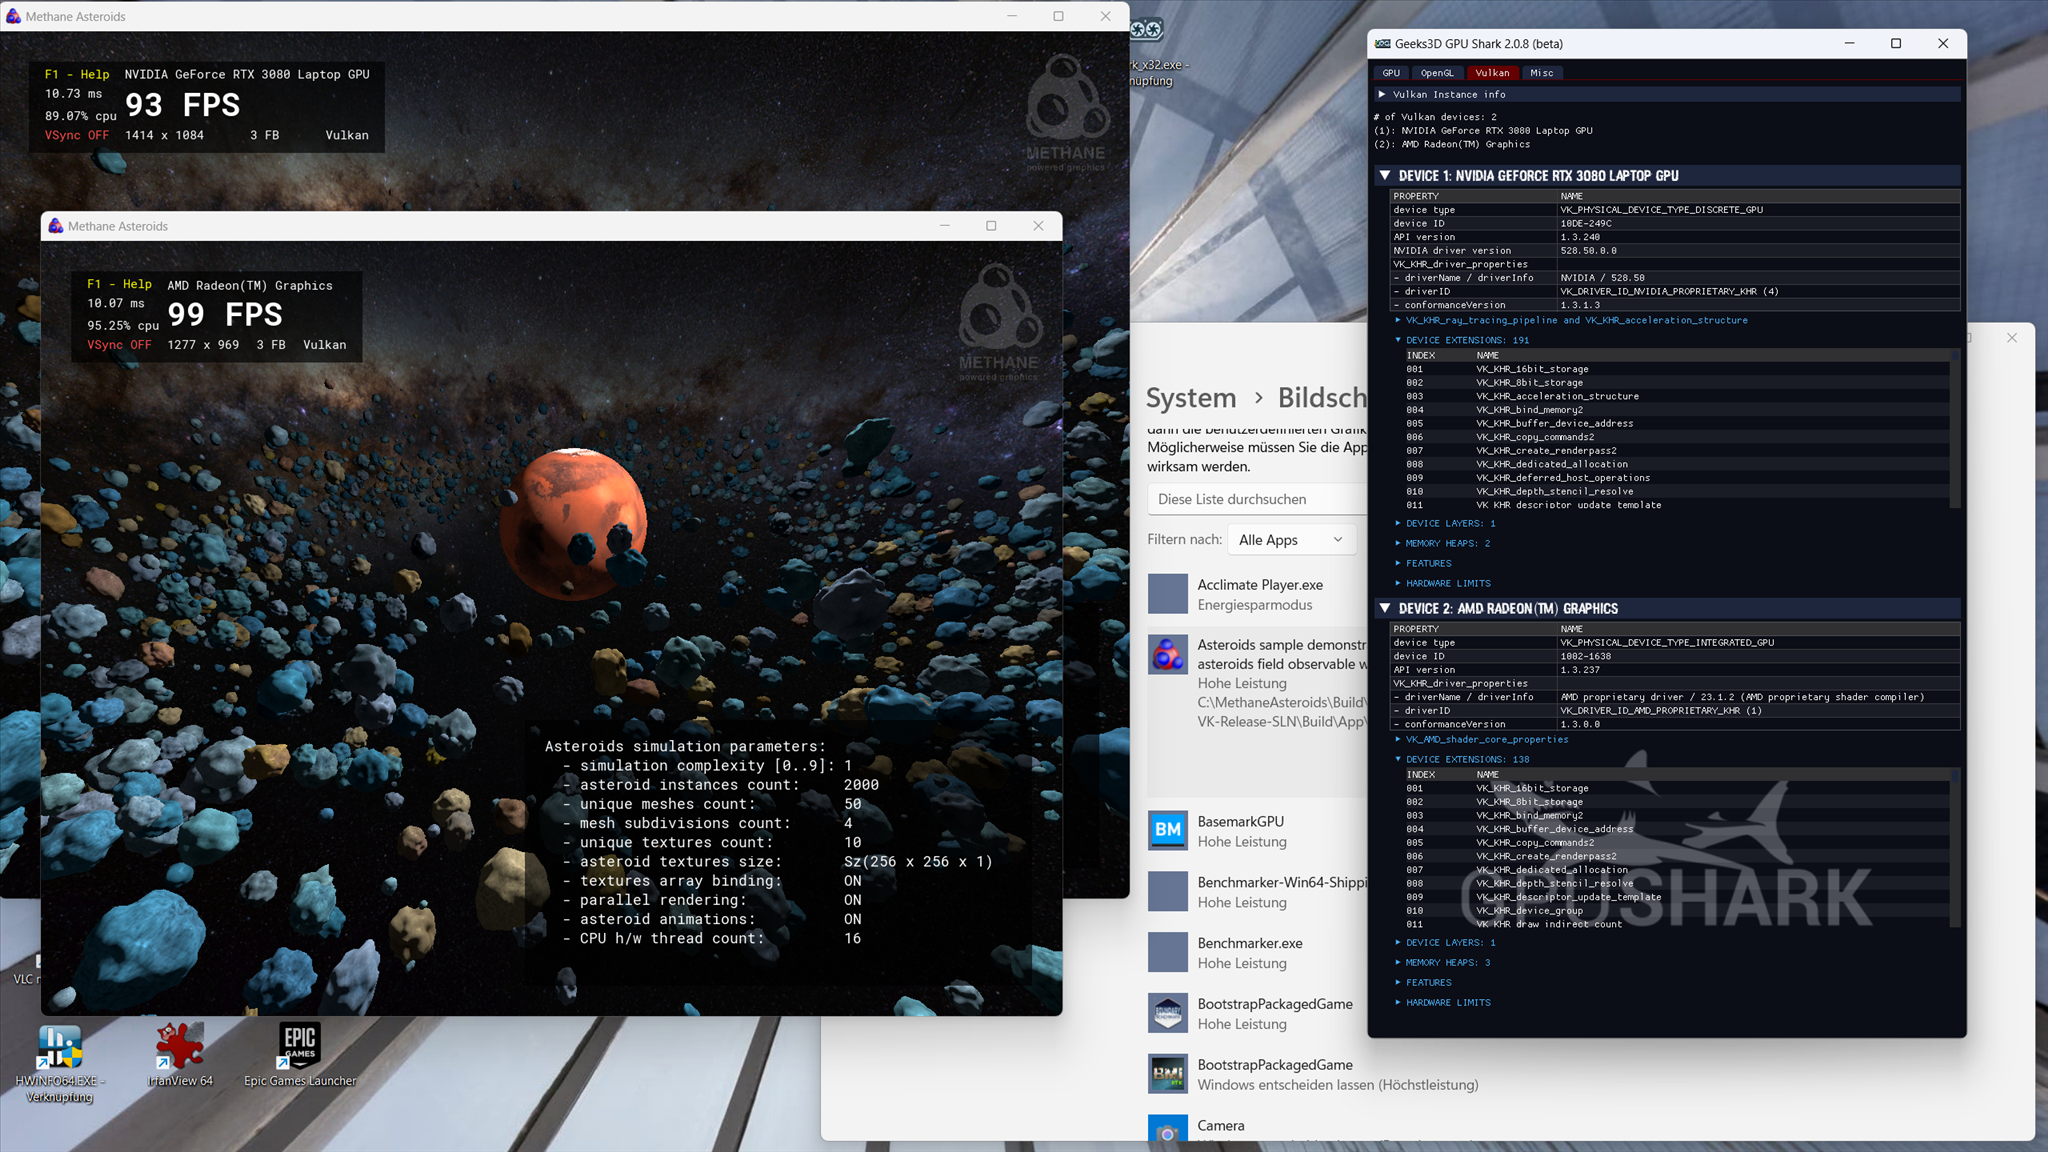 Methane Asteroids
F1 - Help NVIDIA GeForce RTX 3080 Laptop GPU
10.73 ms
93 FPS
89.07% cpu
VSync OFF 1414 x 1084 3 FB Vulkan
METHANE
powered graphics
Methane Asteroids
F1 - Help AMD Radeon(TM) Graphics
10.07 ms
99 FPS
95.25% cpu
VSync OFF 1277 x 969 3 FB Vulkan
METHANE
powered graphics
Asteroids simulation parameters:
- simulation complexity [0..9]: 1
- asteroid instances count: 2000
- unique meshes count: 50
- mesh subdivisions count: 4
- unique textures count: 10
- asteroid textures size: Sz(256 x 256 x 1)
- textures array binding: ON
- parallel rendering: ON
- asteroid animations: ON
- CPU h/w thread count: 16
VLC
HWiNFO64.EXE -
Verknüpfung
IrfanView 64
EPIC
GAMES
Epic Games Launcher
rk_x32.exe -
nüpfung
System > Bildsch
dann die benutzerdefinierten Grafik
Möglicherweise müssen Sie die App
wirksam werden.
Diese Liste durchsuchen
Filtern nach: Alle Apps
Acclimate Player.exe
Energiesparmodus
Asteroids sample demonstr
asteroids field observable w
Hohe Leistung
C:\MethaneAsteroids\Build\
VK-Release-SLN\Build\App\
BM
BasemarkGPU
Hohe Leistung
Benchmarker-Win64-Shippi
Hohe Leistung
Benchmarker.exe
Hohe Leistung
BootstrapPackagedGame
Hohe Leistung
BootstrapPackagedGame
Windows entscheiden lassen (Höchstleistung)
Camera
Geeks3D GPU Shark 2.0.8 (beta)
GPU OpenGL Vulkan Misc
Vulkan Instance info
# of Vulkan devices: 2
(1): NVIDIA GeForce RTX 3080 Laptop GPU
(2): AMD Radeon(TM) Graphics
DEVICE 1: NVIDIA GEFORCE RTX 3080 LAPTOP GPU
PROPERTY NAME
device type VK_PHYSICAL_DEVICE_TYPE_DISCRETE_GPU
device ID 10DE-249C
API version 1.3.240
NVIDIA driver version 528.50.0.0
VK_KHR_driver_properties
- driverName / driverInfo NVIDIA / 528.50
- driverID VK_DRIVER_ID_NVIDIA_PROPRIETARY_KHR (4)
- conformanceVersion 1.3.1.3
VK_KHR_ray_tracing_pipeline and VK_KHR_acceleration_structure
DEVICE EXTENSIONS: 191
INDEX NAME
001 VK_KHR_16bit_storage
002 VK_KHR_8bit_storage
003 VK_KHR_acceleration_structure
004 VK_KHR_bind_memory2
005 VK_KHR_buffer_device_address
006 VK_KHR_copy_commands2
007 VK_KHR_create_renderpass2
008 VK_KHR_dedicated_allocation
009 VK_KHR_deferred_host_operations
010 VK_KHR_depth_stencil_resolve
011 VK_KHR_descriptor_update_template
DEVICE LAYERS: 1
MEMORY HEAPS: 2
FEATURES
HARDWARE LIMITS
DEVICE 2: AMD RADEON(TM) GRAPHICS
PROPERTY NAME
device type VK_PHYSICAL_DEVICE_TYPE_INTEGRATED_GPU
device ID 1002-1638
API version 1.3.237
VK_KHR_driver_properties
- driverName / driverInfo AMD proprietary driver / 23.1.2 (AMD proprietary shader compiler)
- driverID VK_DRIVER_ID_AMD_PROPRIETARY_KHR (1)
- conformanceVersion 1.3.0.0
VK_AMD_shader_core_properties
DEVICE EXTENSIONS: 138
INDEX NAME
001 VK_KHR_16bit_storage
002 VK_KHR_8bit_storage
003 VK_KHR_bind_memory2
004 VK_KHR_buffer_device_address
005 VK_KHR_copy_commands2
006 VK_KHR_create_renderpass2
007 VK_KHR_dedicated_allocation
008 VK_KHR_depth_stencil_resolve
009 VK_KHR_descriptor_update_template
010 VK_KHR_device_group
011 VK_KHR_draw_indirect_count
GPUSHARK
DEVICE LAYERS: 1
MEMORY HEAPS: 3
FEATURES
HARDWARE LIMITS